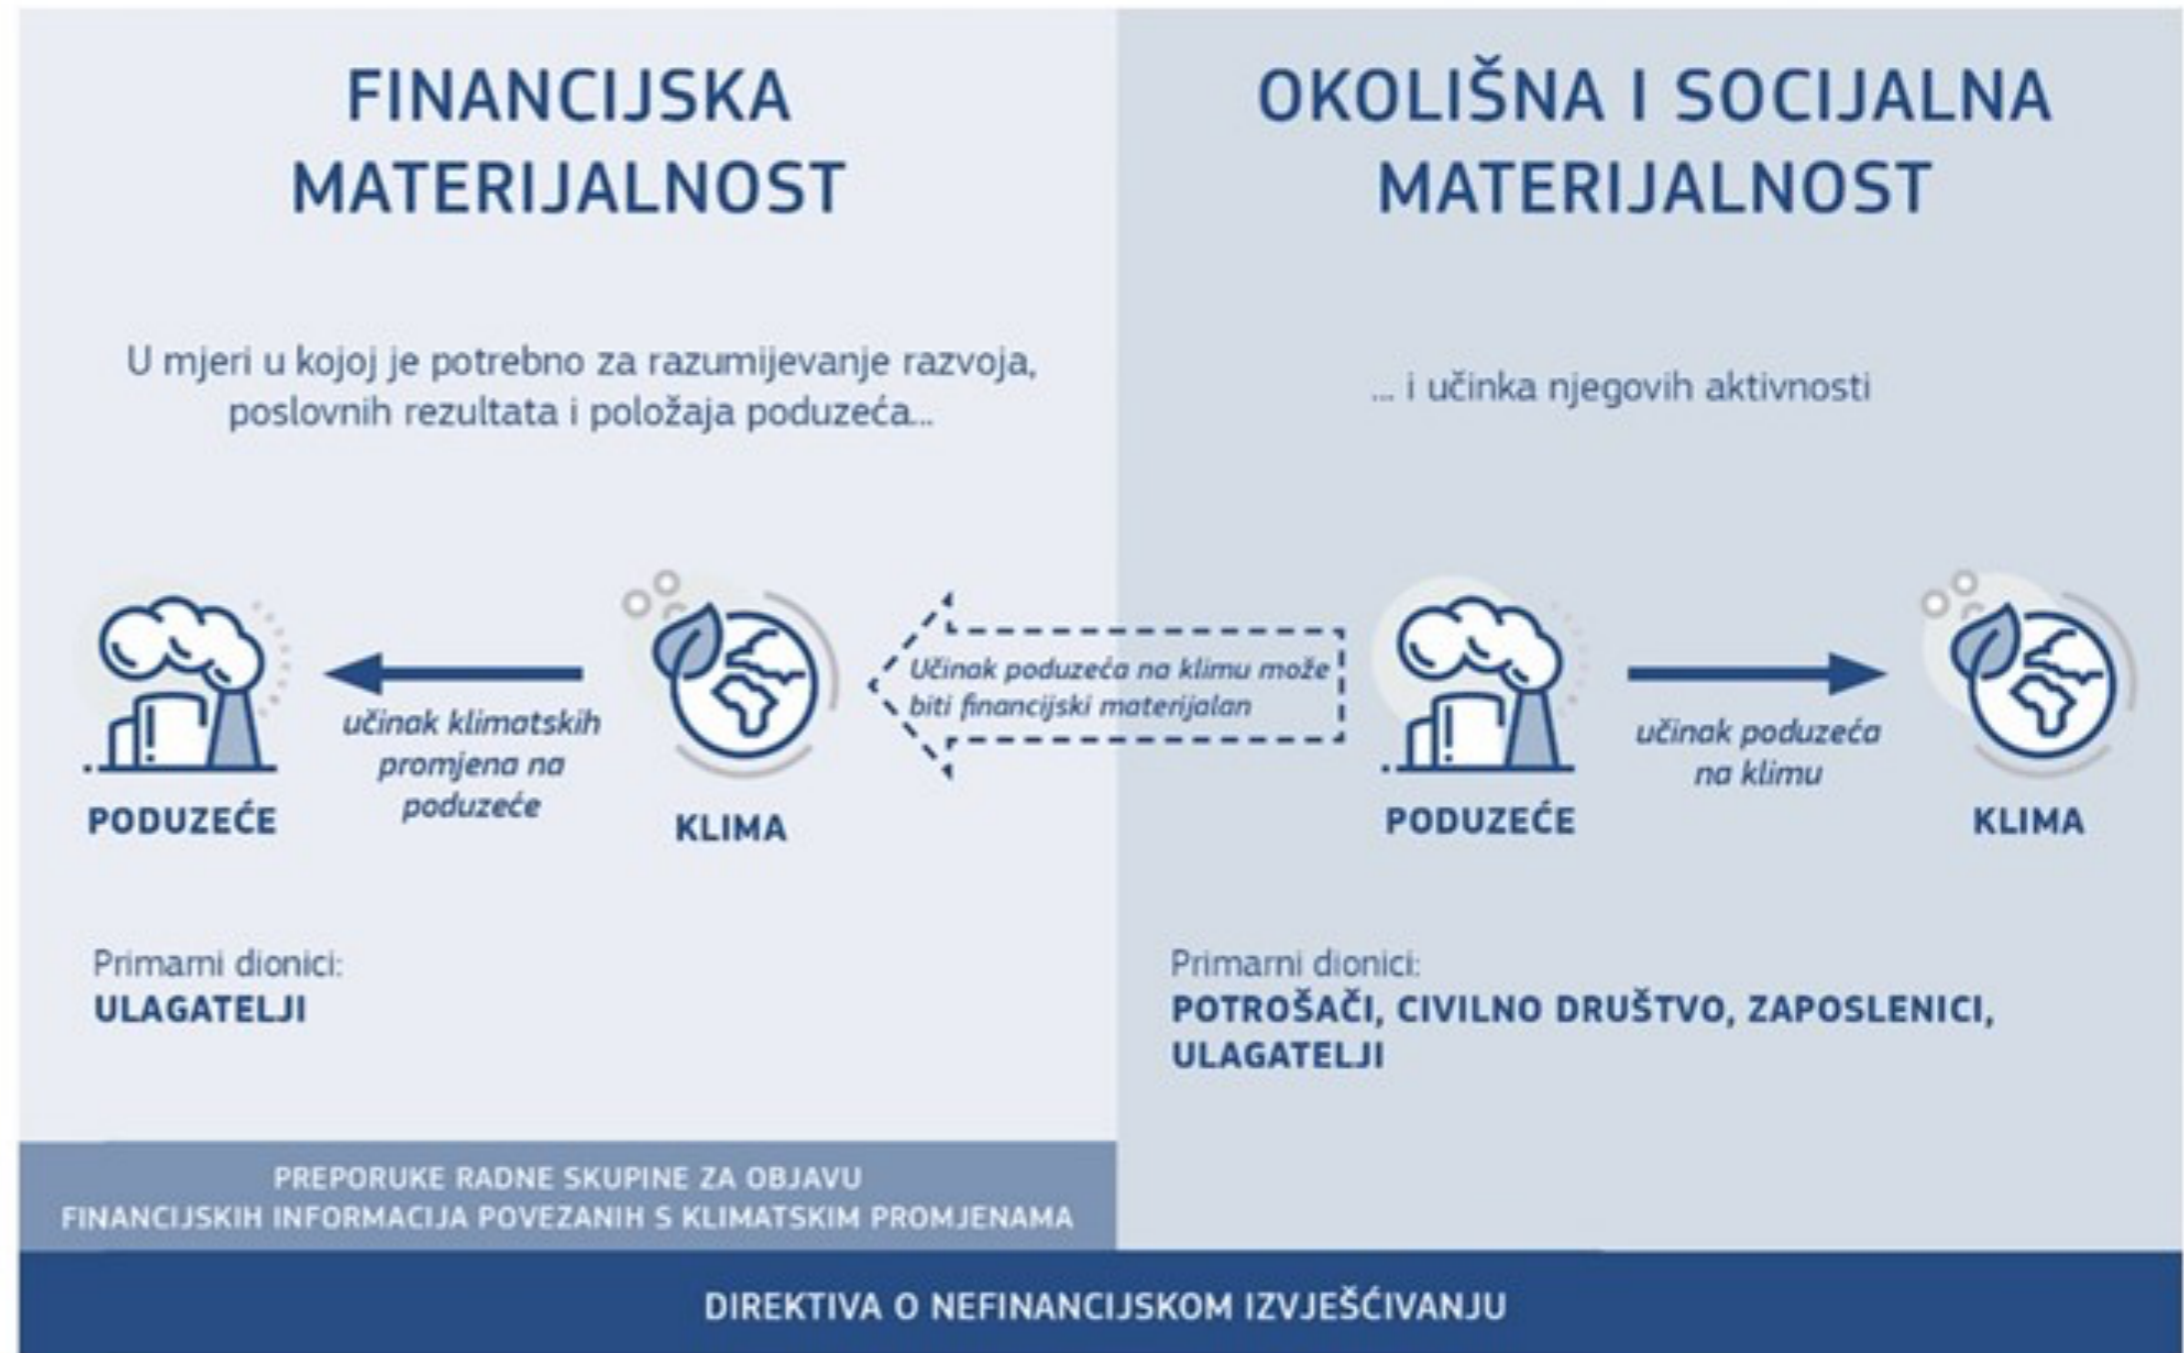 FINANCIJSKA
MATERIJALNOST
U mjeri u kojoj je potrebno za razumijevanje razvoja,
poslovnih rezultata i položaja poduzeća...
PODUZEĆE
učinak klimatskih
promjena na
poduzeće
KLIMA
Učinak poduzeća na klimu može
biti financijski materijalan
Primarni dionici:
ULAGATELJI
PREPORUKE RADNE SKUPINE ZA OBJAVU
FINANCIJSKIH INFORMACIJA POVEZANIH S KLIMATSKIM PROMJENAMA
OKOLIŠNA I SOCIJALNA
MATERIJALNOST
... i učinka njegovih aktivnosti
PODUZEĆE
učinak poduzeća
na klimu
KLIMA
Primarni dionici:
POTROŠAČI, CIVILNO DRUŠTVO, ZAPOSLENICI,
ULAGATELJI
DIREKTIVA O NEFINANCIJSKOM IZVJEŠĆIVANJU